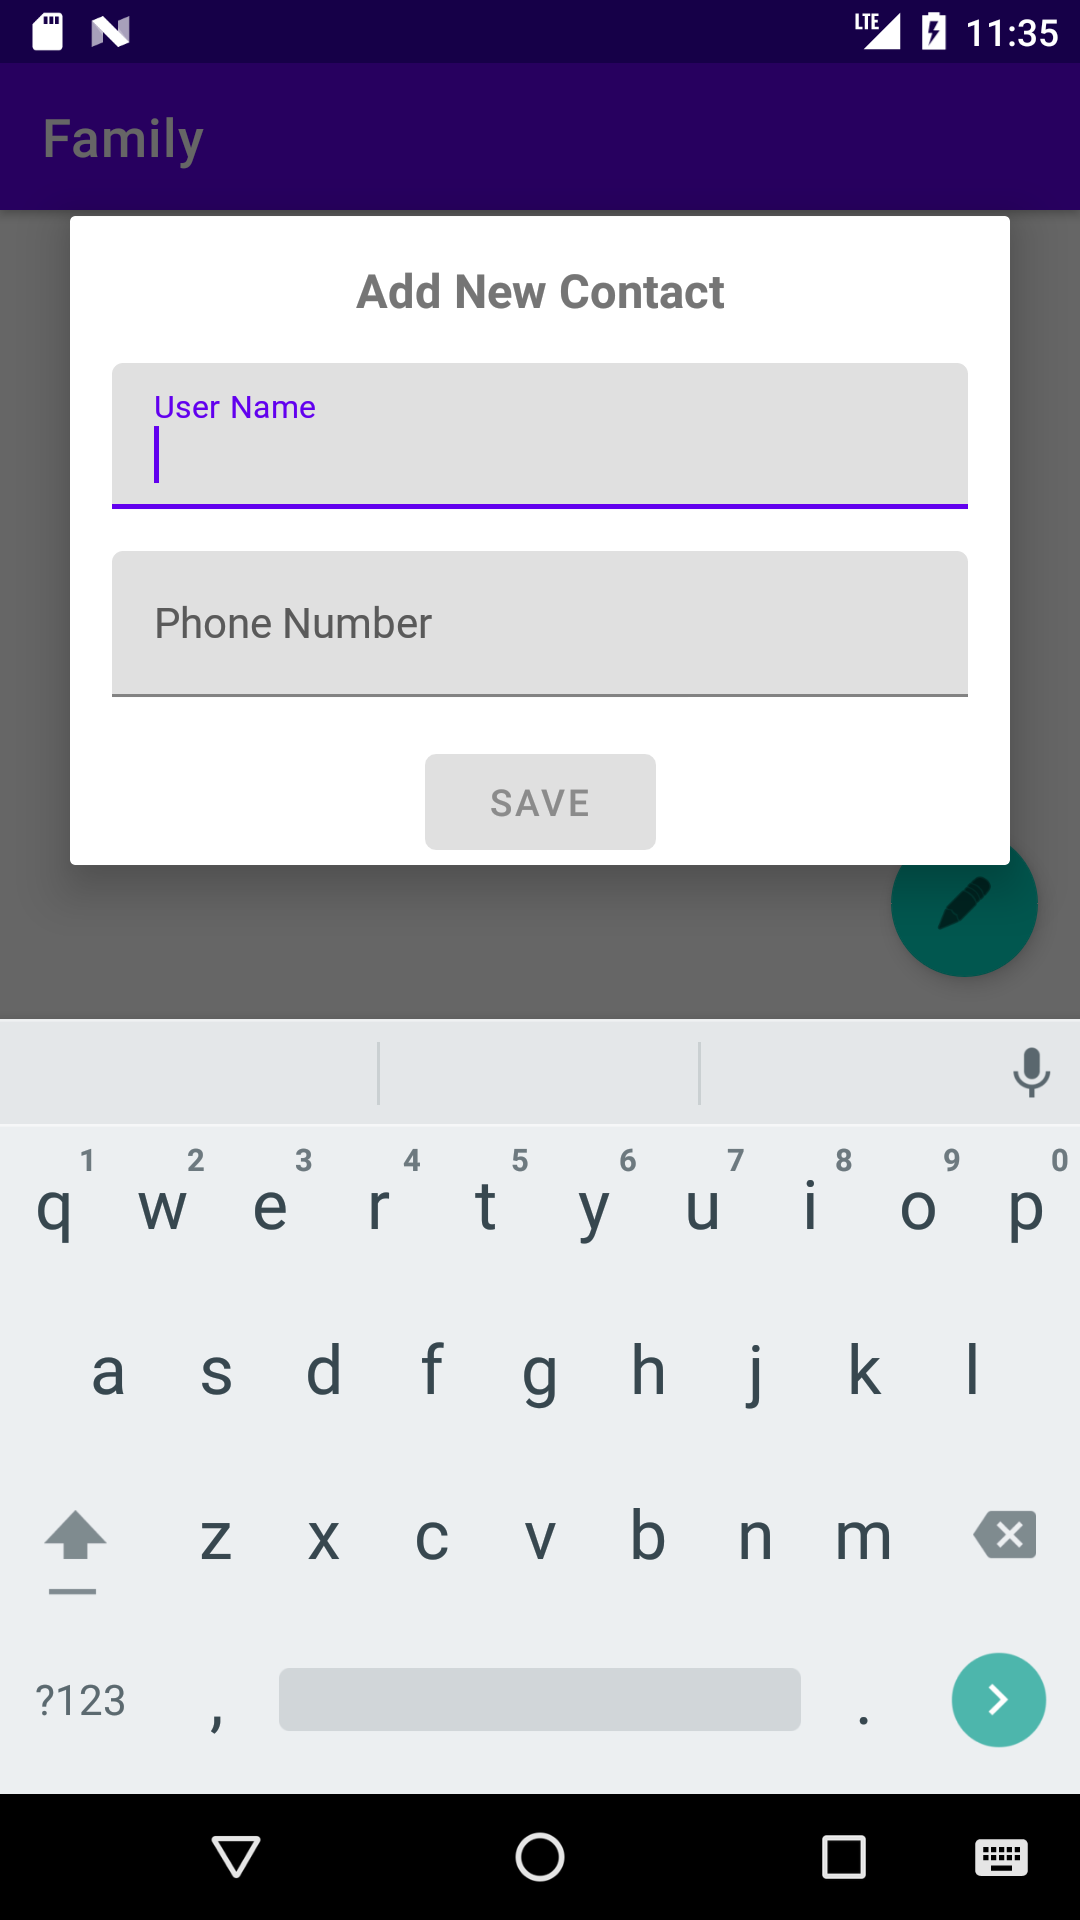 LTE 11:35
Family
Add New Contact
User Name
Phone Number
SAVE
1 2 3 4 5 6 7 8 9 0
q w e r t y u i o p
a s d f g h j k l
z x c v b n m
?123 , .